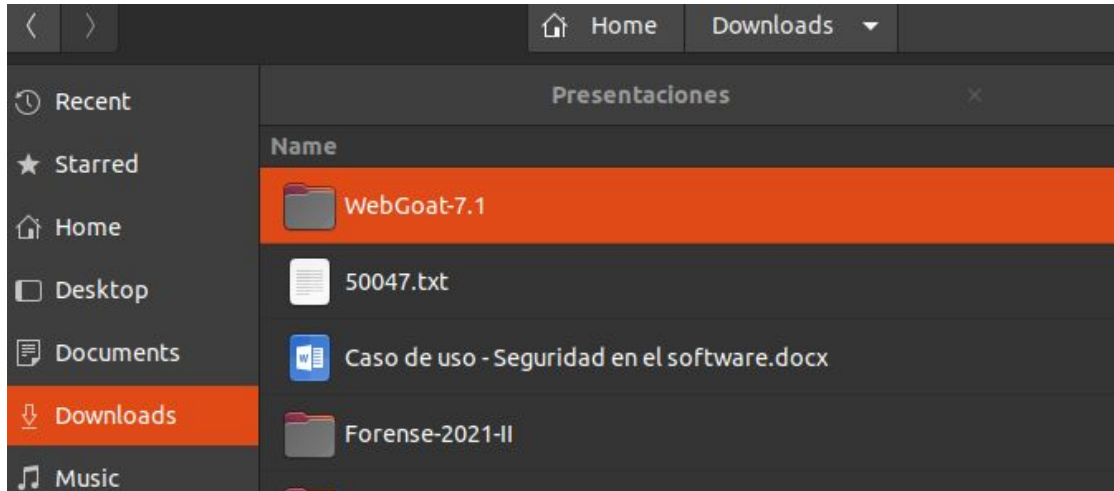 Home Downloads
Recent
Starred
Home
Desktop
Documents
Downloads
Music
Presentaciones
Name
WebGoat-7.1
50047.txt
Caso de uso - Seguridad en el software.docx
Forense-2021-II